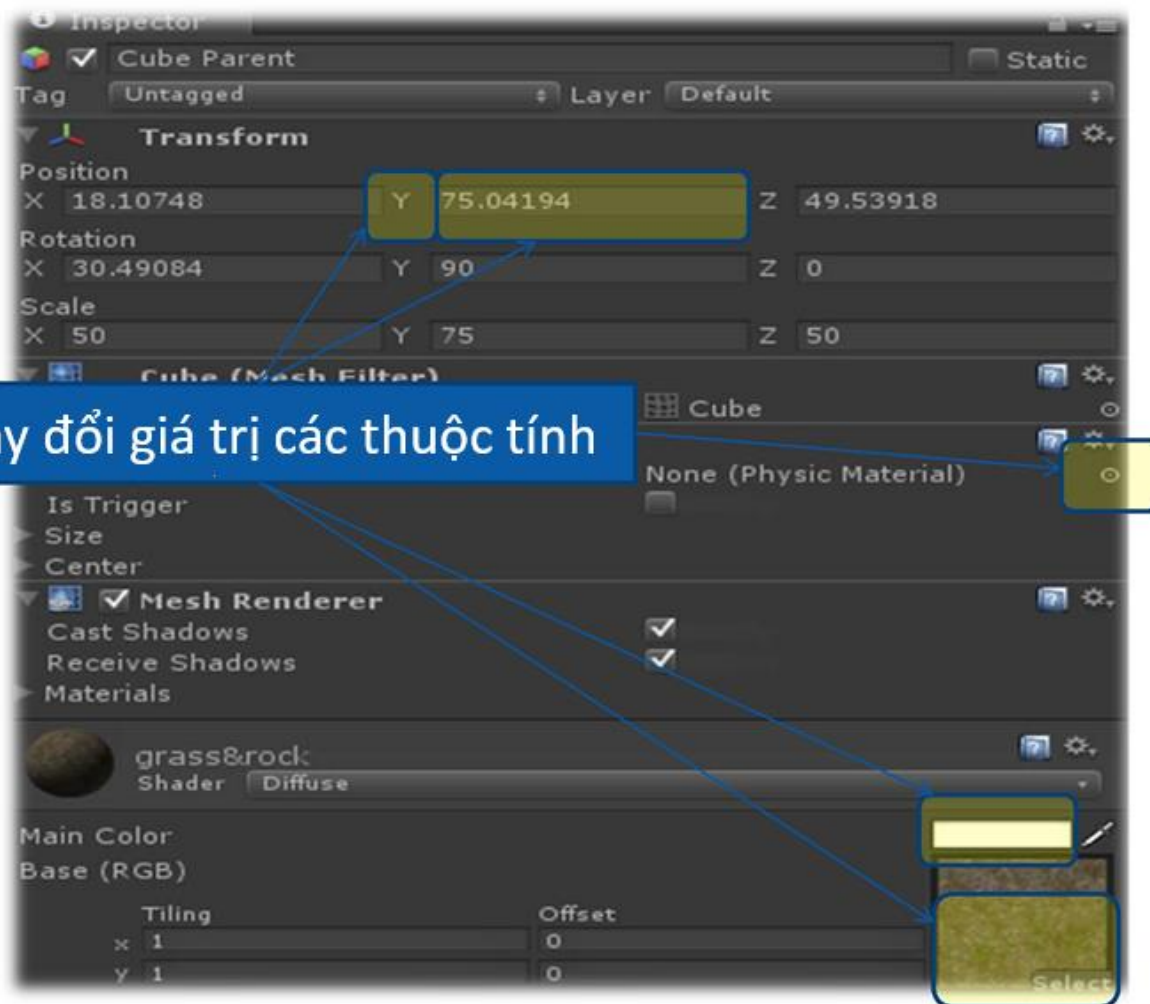 Inspector
Cube Parent Static
Tag Untagged Layer Default
Transform
Position
X 18.10748 Y 75.04194 Z 49.53918
Rotation
X 30.49084 Y 90 Z 0
Scale
X 50 Y 75 Z 50
Cube (Mesh Filter)
Cube
đổi giá trị các thuộc tính
None (Physic Material)
Is Trigger
Size
Center
Mesh Renderer
Cast Shadows
Receive Shadows
Materials
grass&rock
Shader Diffuse
Main Color
Base (RGB)
Tiling Offset
x 1 0
y 1 0
Select